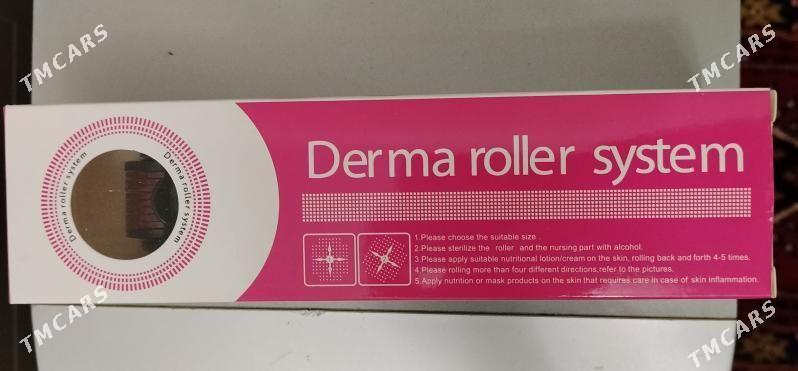 TMCARS
TMCARS
Derma roller system
Derma roller system
Derma roller system
1.Please choose the suitable size .
2.Please sterilize the roller and the nursing part with alcohol.
3.Please apply suitable nutritional lotion/cream on the skin, rolling back and forth 4-5 times.
4.Please rolling more than four different directions,refer to the pictures.
5.Apply nutrition or mask products on the skin that requires care in case of skin inflammation.
TMCARS
TMCARS